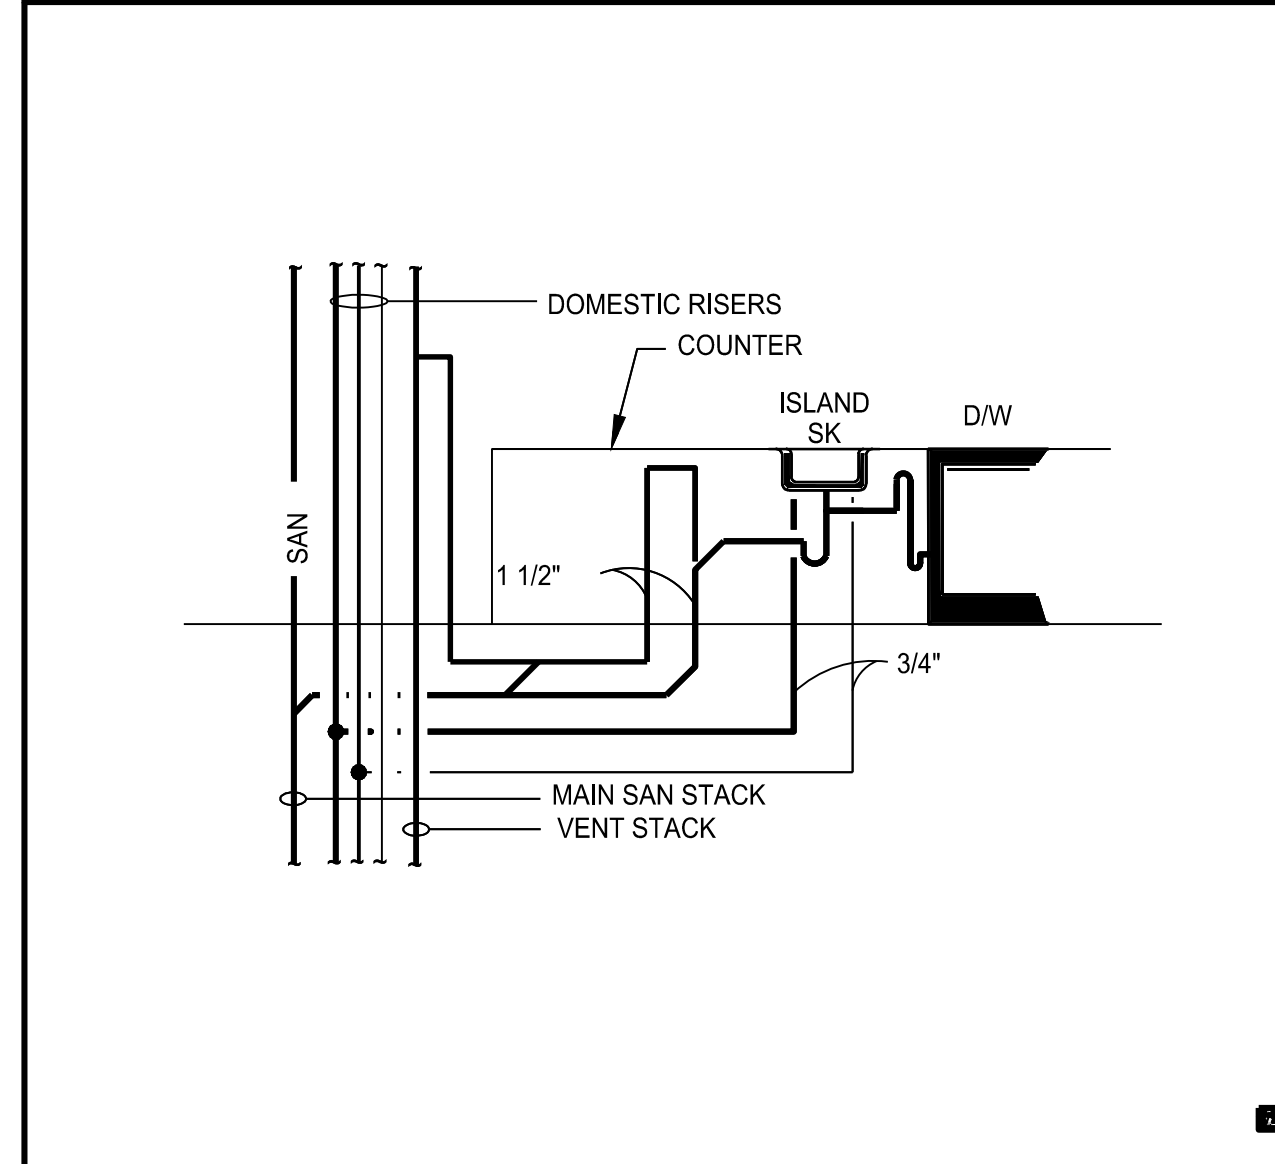 DOMESTIC RISERS
COUNTER
ISLAND
SK
D/W
SAN
1 1/2"
3/4"
MAIN SAN STACK
VENT STACK